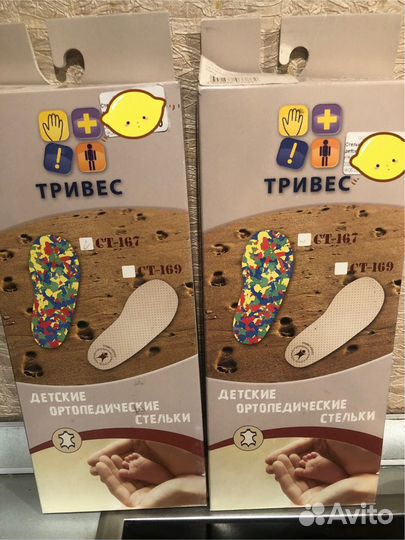 ТРИВЕС
СТ-167
СТ-169
ДЕТСКИЕ
ОРТОПЕДИЧЕСКИЕ
СТЕЛЬКИ
ТРИВЕС
СТ-167
СТ-169
ДЕТСКИЕ
ОРТОПЕДИЧЕСКИЕ
СТЕЛЬКИ
Avito